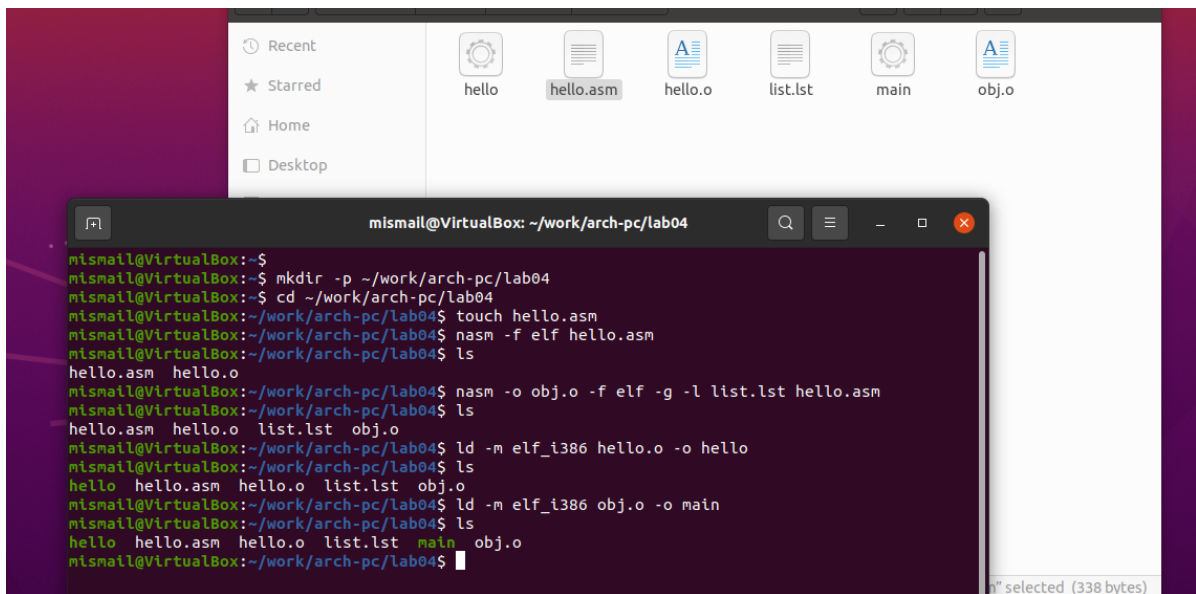 Recent
Starred
Home
Desktop
hello hello.asm hello.o list.lst main obj.o
mismail@VirtualBox: ~/work/arch-pc/lab04
mismail@VirtualBox:~$
mismail@VirtualBox:~$ mkdir -p ~/work/arch-pc/lab04
mismail@VirtualBox:~$ cd ~/work/arch-pc/lab04
mismail@VirtualBox:~/work/arch-pc/lab04$ touch hello.asm
mismail@VirtualBox:~/work/arch-pc/lab04$ nasm -f elf hello.asm
mismail@VirtualBox:~/work/arch-pc/lab04$ ls
hello.asm hello.o
mismail@VirtualBox:~/work/arch-pc/lab04$ nasm -o obj.o -f elf -g -l list.lst hello.asm
mismail@VirtualBox:~/work/arch-pc/lab04$ ls
hello.asm hello.o list.lst obj.o
mismail@VirtualBox:~/work/arch-pc/lab04$ ld -m elf_i386 hello.o -o hello
mismail@VirtualBox:~/work/arch-pc/lab04$ ls
hello hello.asm hello.o list.lst obj.o
mismail@VirtualBox:~/work/arch-pc/lab04$ ld -m elf_i386 obj.o -o main
mismail@VirtualBox:~/work/arch-pc/lab04$ ls
hello hello.asm hello.o list.lst main obj.o
mismail@VirtualBox:~/work/arch-pc/lab04$
" selected (338 bytes)